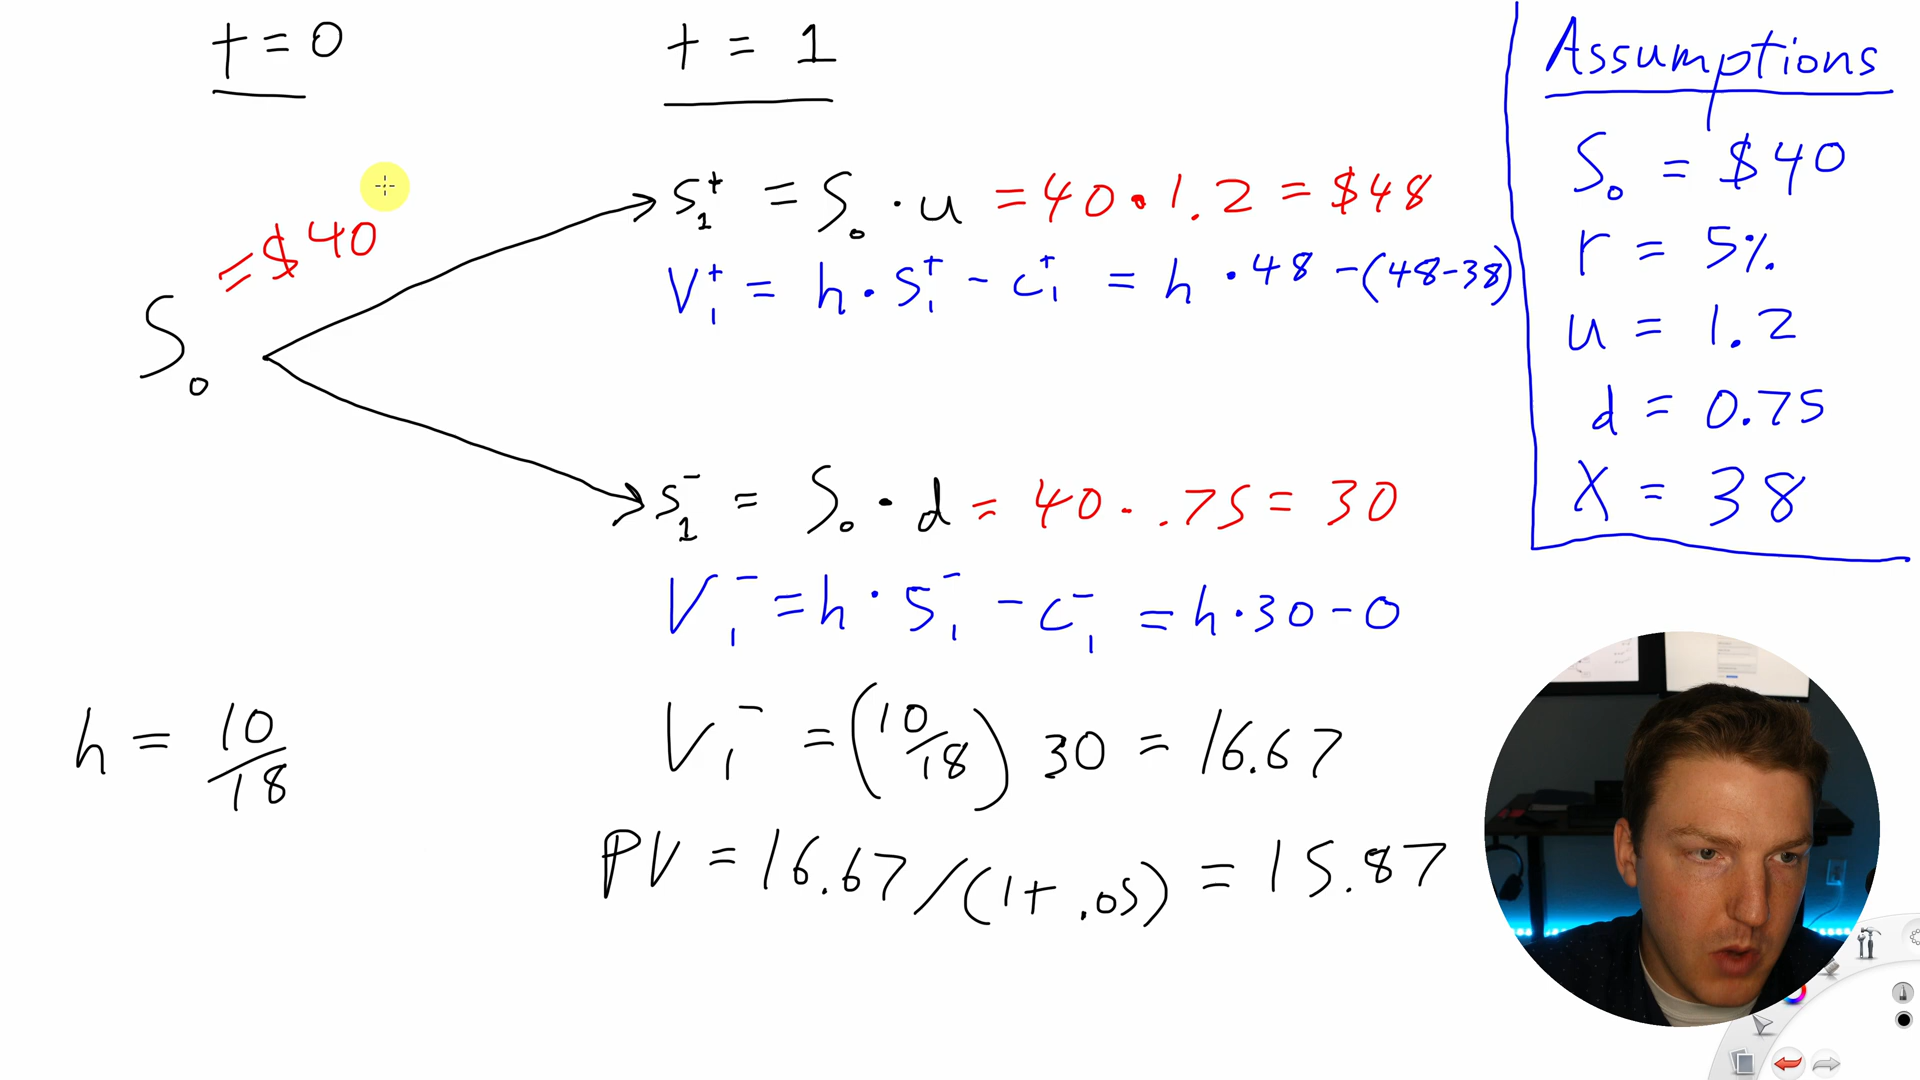 t = 0
t = 1
Assumptions
S₀ = $40
r = 5%
u = 1.2
d = 0.75
X = 38
S₀ = $40
S₁⁺ = S₀ · u = 40 · 1.2 = $48
V₁⁺ = h · S₁⁺ - C₁⁺ = h · 48 - (48-38)
S₁⁻ = S₀ · d = 40 · .75 = 30
V₁⁻ = h · S₁⁻ - C₁⁻ = h · 30 - 0
h = 10/18
V₁⁻ = (10/18) 30 = 16.67
PV = 16.67/(1+.05) = 15.87